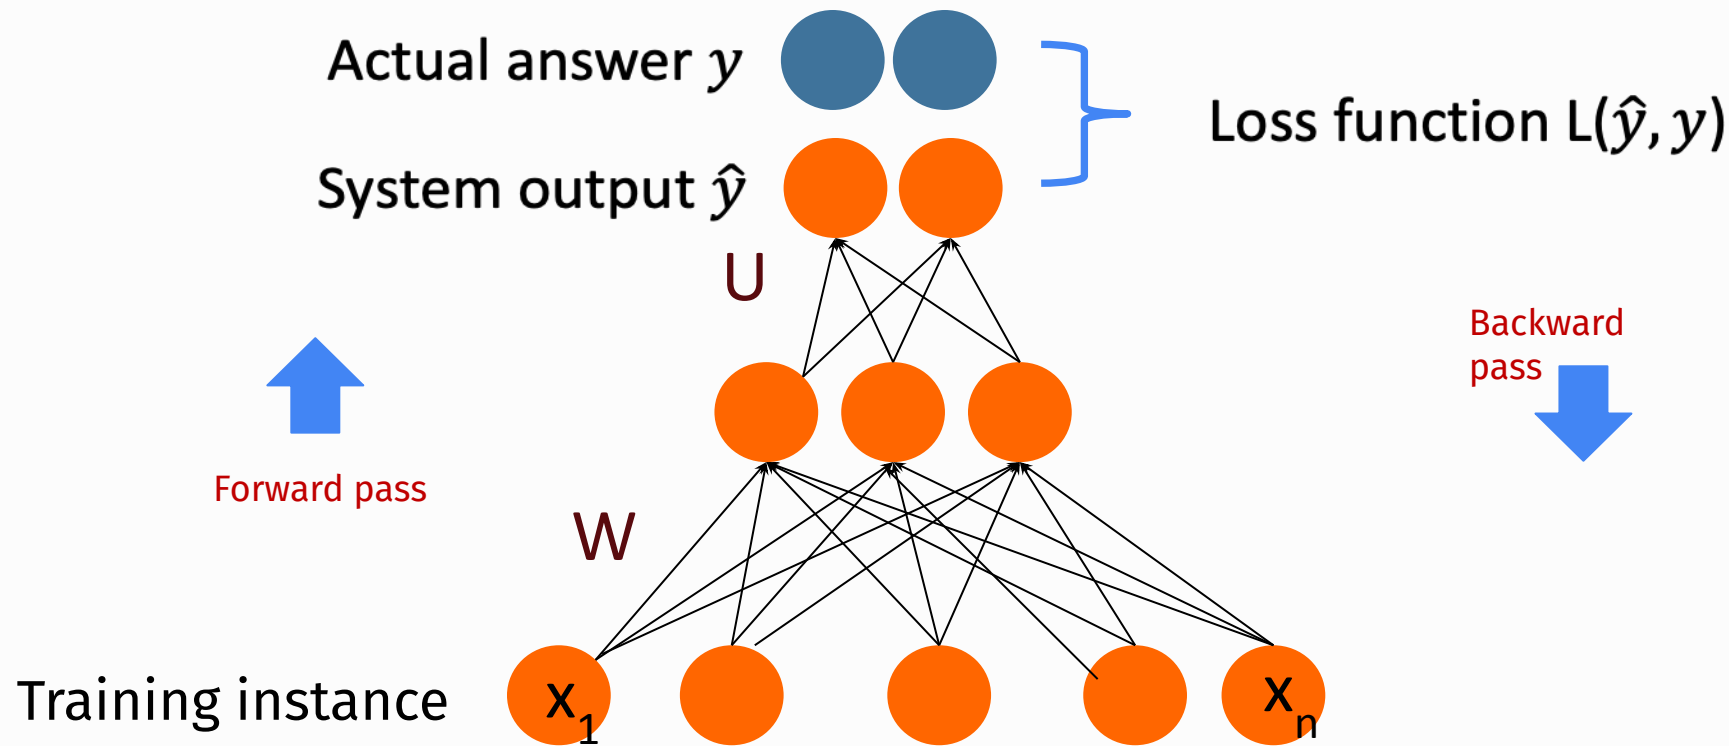 Actual answer y
Loss function L(ŷ, y)
System output ŷ
U
Backward
pass
Forward pass
W
Training instance
x₁
xₙ